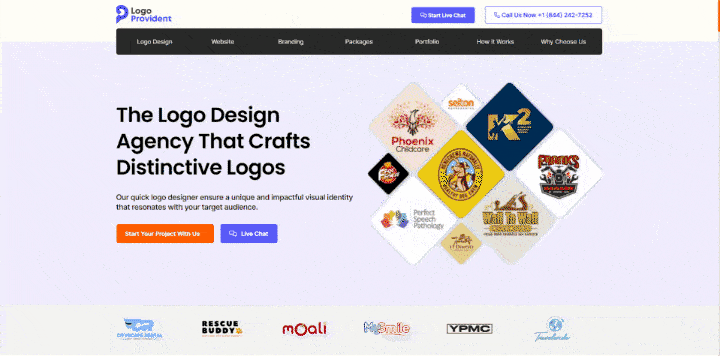 Logo
Provident
Start Live Chat
Call Us Now +1 (844) 242-7252
Logo Design
Website
Branding
Packages
Portfolio
How It Works
Why Choose Us
The Logo Design
Agency That Crafts
Distinctive Logos
Our quick logo designer ensure a unique and impactful visual identity
that resonates with your target audience.
Start Your Project With Us
Live Chat
Phoenix
Childcare
seiton
K2
Perfect
Speech
Pathology
Wall To Wall
RESCUE
BUDDY
mOali
MySmile
YPMC